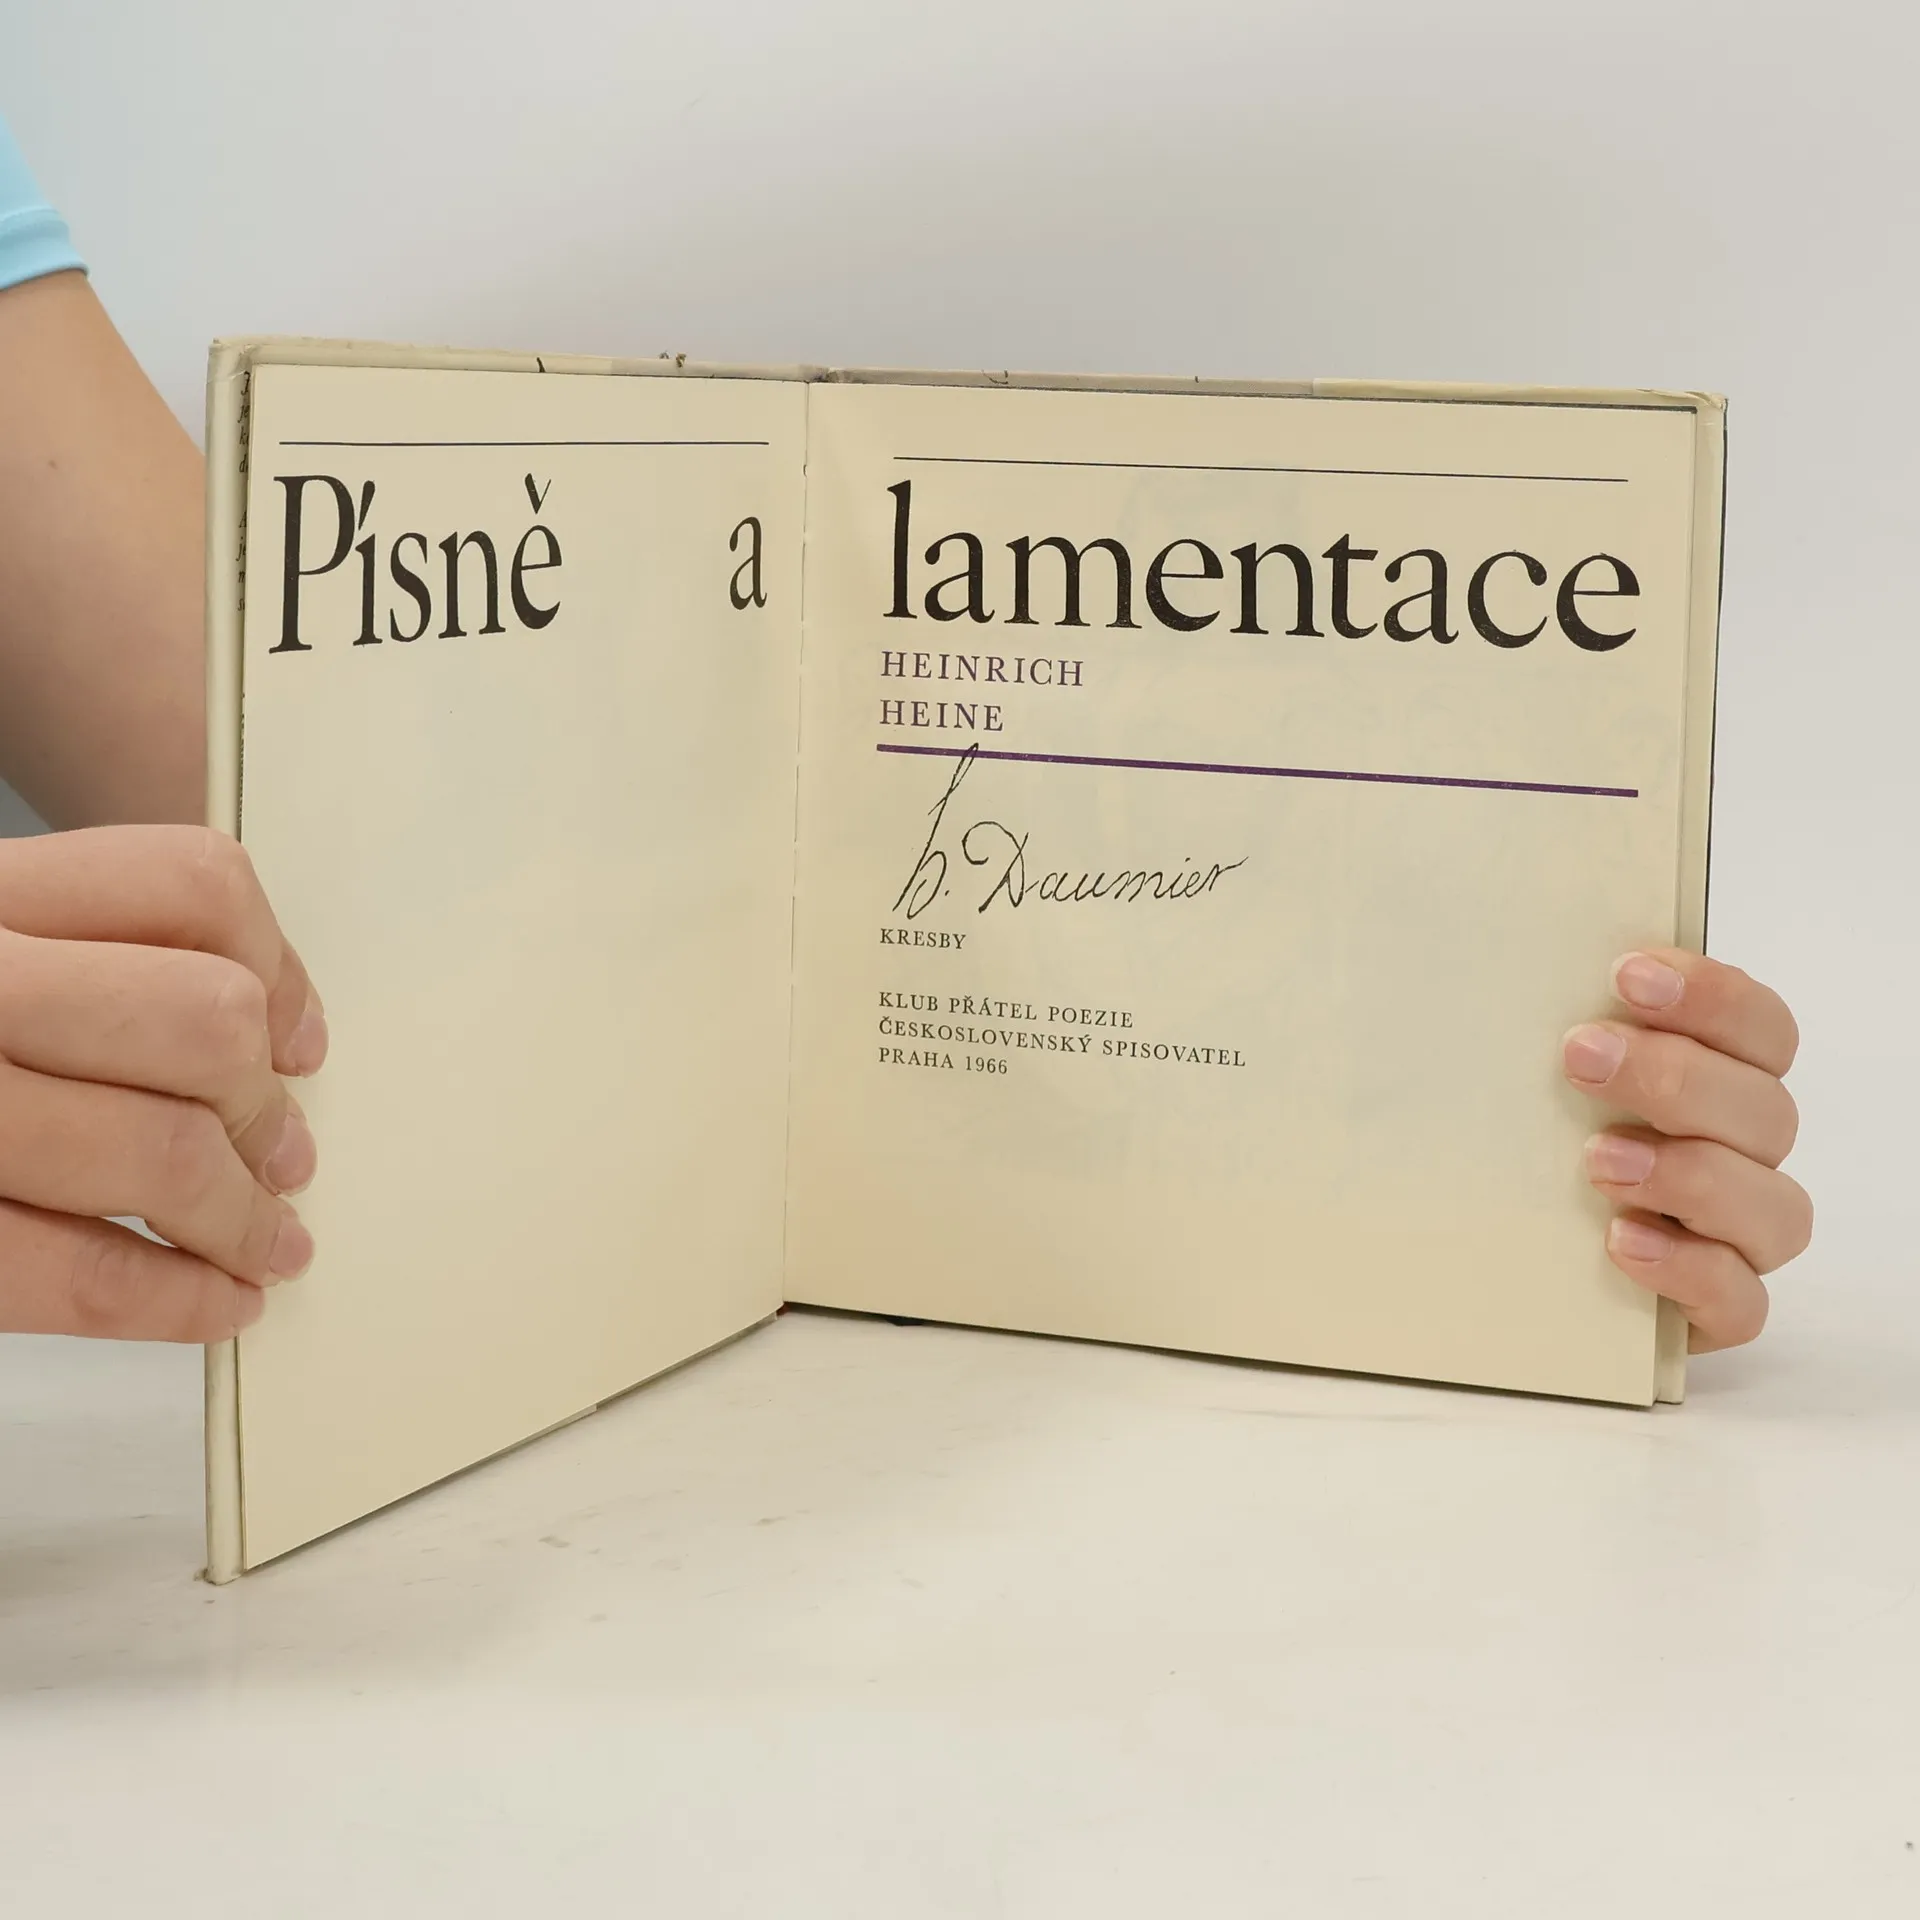 Písně a lamentace
HEINRICH
HEINE
h. Daumier
KRESBY
KLUB PŘÁTEL POEZIE
ČESKOSLOVENSKÝ SPISOVATEL
PRAHA 1966